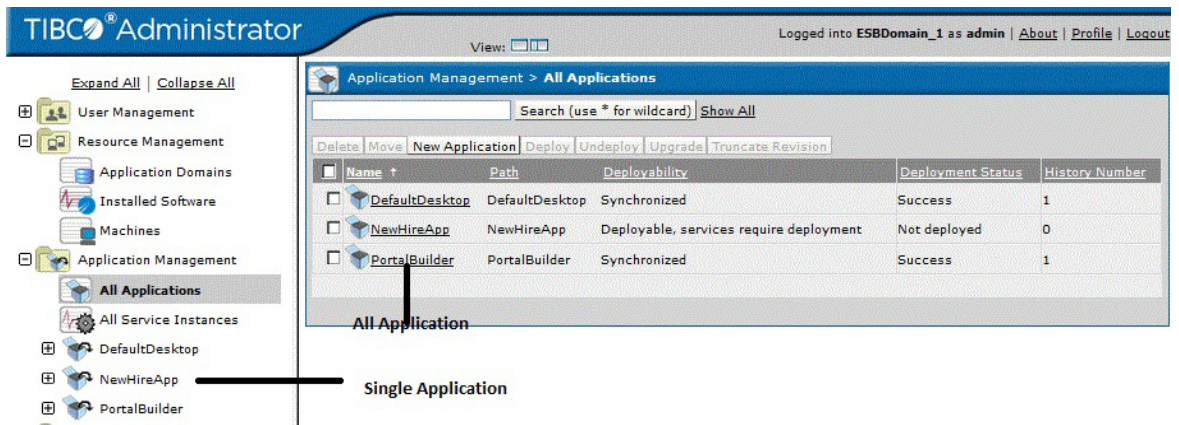 TIBCO®Administrator
View:
Logged into ESBDomain_1 as admin | About | Profile | Logout
Expand All | Collapse All
User Management
Resource Management
Application Domains
Installed Software
Machines
Application Management
All Applications
All Service Instances
DefaultDesktop
NewHireApp
PortalBuilder
Application Management > All Applications
Search (use * for wildcard) Show All
Delete Move New Application Deploy Undeploy Upgrade Truncate Revision
Name ↑ Path Deployability Deployment Status History Number
DefaultDesktop DefaultDesktop Synchronized Success 1
NewHireApp NewHireApp Deployable, services require deployment Not deployed 0
PortalBuilder PortalBuilder Synchronized Success 1
All Application
Single Application